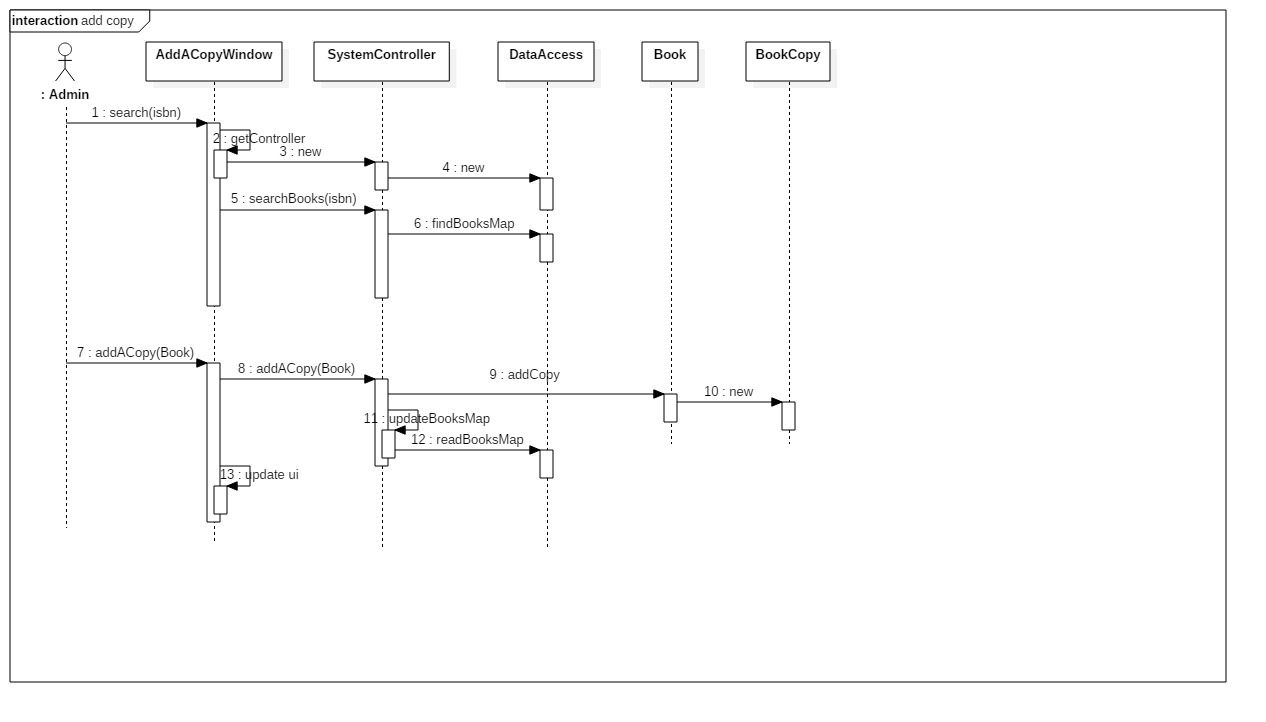 interaction add copy
AddACopyWindow
SystemController
DataAccess
Book
BookCopy
: Admin
1 : search(isbn)
2 : getController
3 : new
4 : new
5 : searchBooks(isbn)
6 : findBooksMap
7 : addACopy(Book)
8 : addACopy(Book)
9 : addCopy
10 : new
11 : updateBooksMap
12 : readBooksMap
13 : update ui